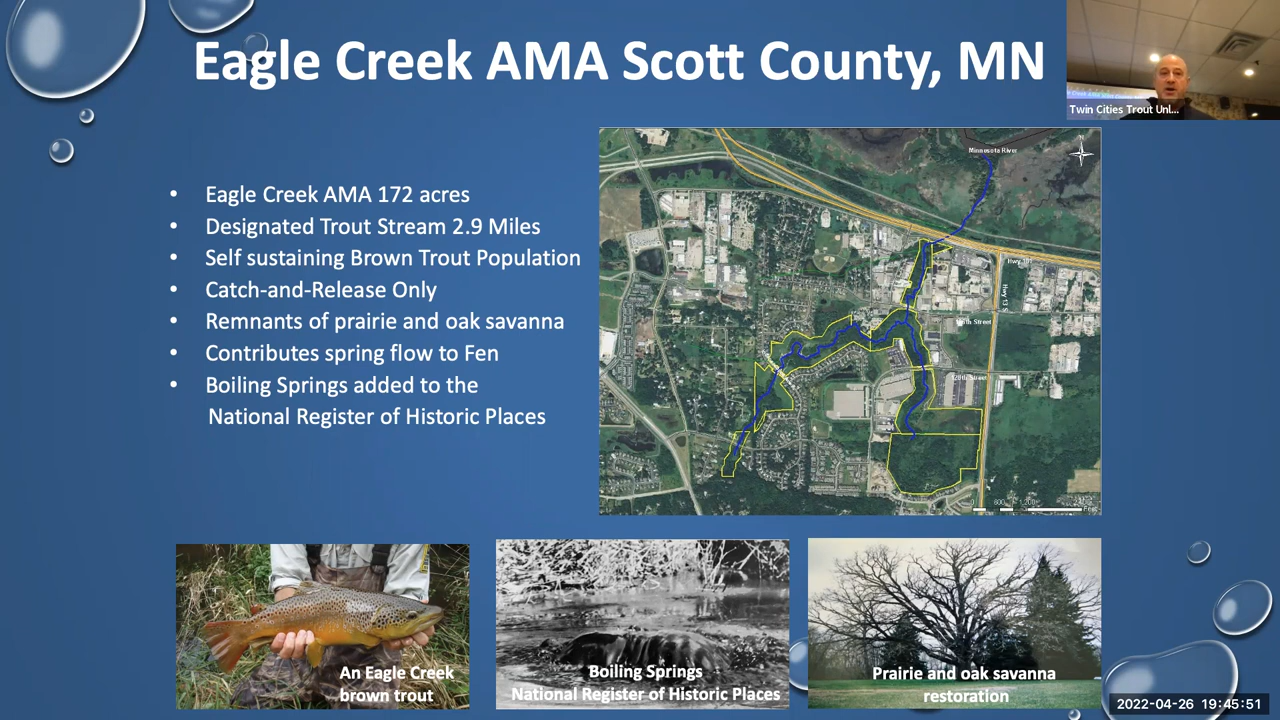 Eagle Creek AMA Scott County, MN
Twin Cities Trout Unl...
• Eagle Creek AMA 172 acres
• Designated Trout Stream 2.9 Miles
• Self sustaining Brown Trout Population
• Catch-and-Release Only
• Remnants of prairie and oak savanna
• Contributes spring flow to Fen
• Boiling Springs added to the
National Register of Historic Places
Minnesota River
N
Hwy 13 S
Street
Street
An Eagle Creek
brown trout
Boiling Springs
National Register of Historic Places
Prairie and oak savanna
restoration
2022-04-26 19:45:51